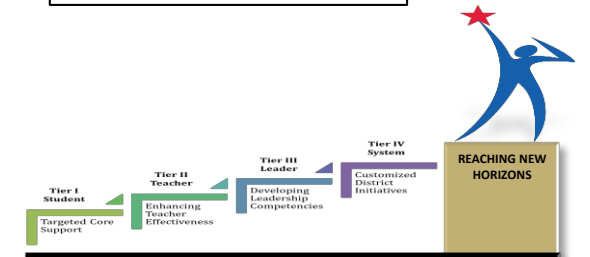 Tier I
Student
Targeted Core
Support
Tier II
Teacher
Enhancing
Teacher
Effectiveness
Tier III
Leader
Developing
Leadership
Competencies
Tier IV
System
Customized
District
Initiatives
REACHING NEW
HORIZONS